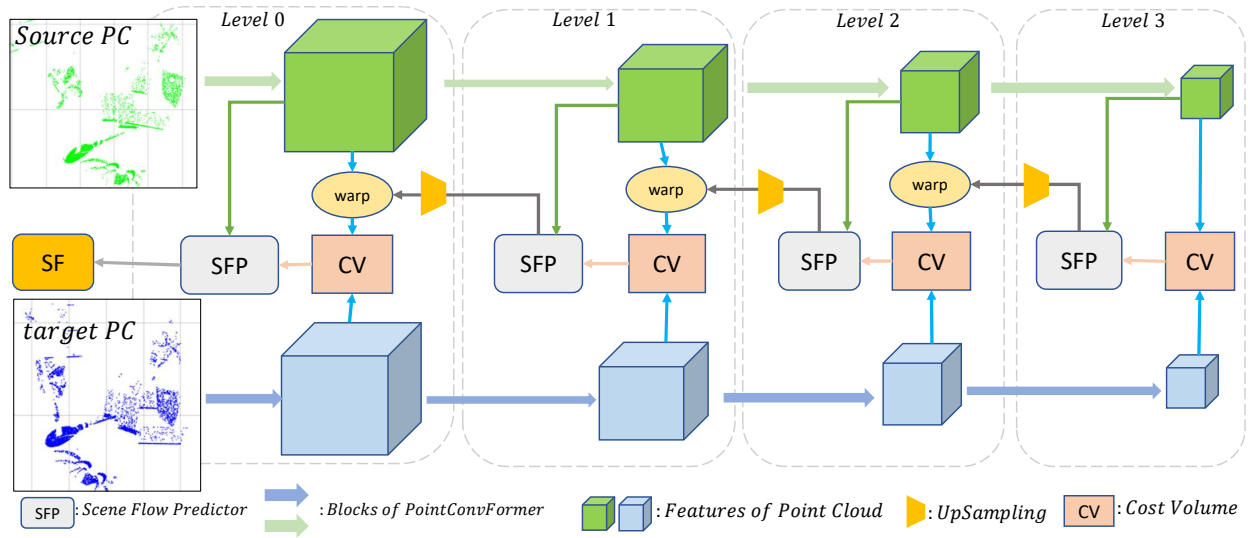 Source PC
Level 0
Level 1
Level 2
Level 3
warp
warp
warp
SF
SFP
CV
SFP
CV
SFP
CV
SFP
CV
target PC
SFP : Scene Flow Predictor
: Blocks of PointConvFormer
: Features of Point Cloud
: UpSampling
CV : Cost Volume